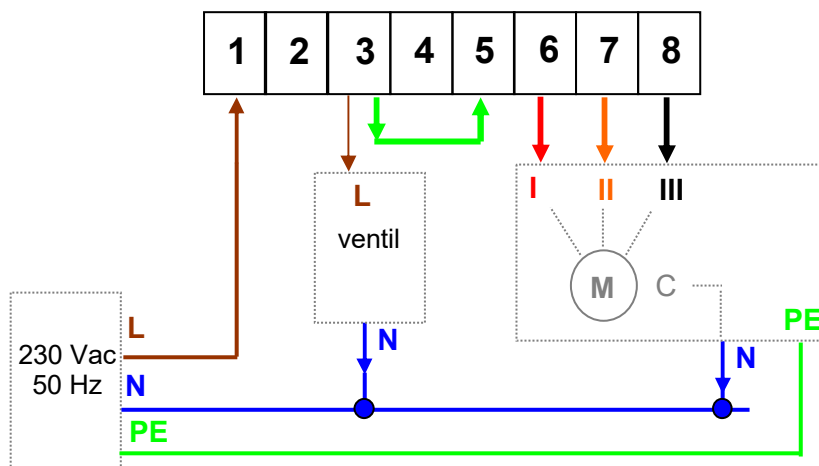 1 2 3 4 5 6 7 8
L
ventil
I II III
M C
PE
N
N
L
230 Vac
50 Hz
N
PE